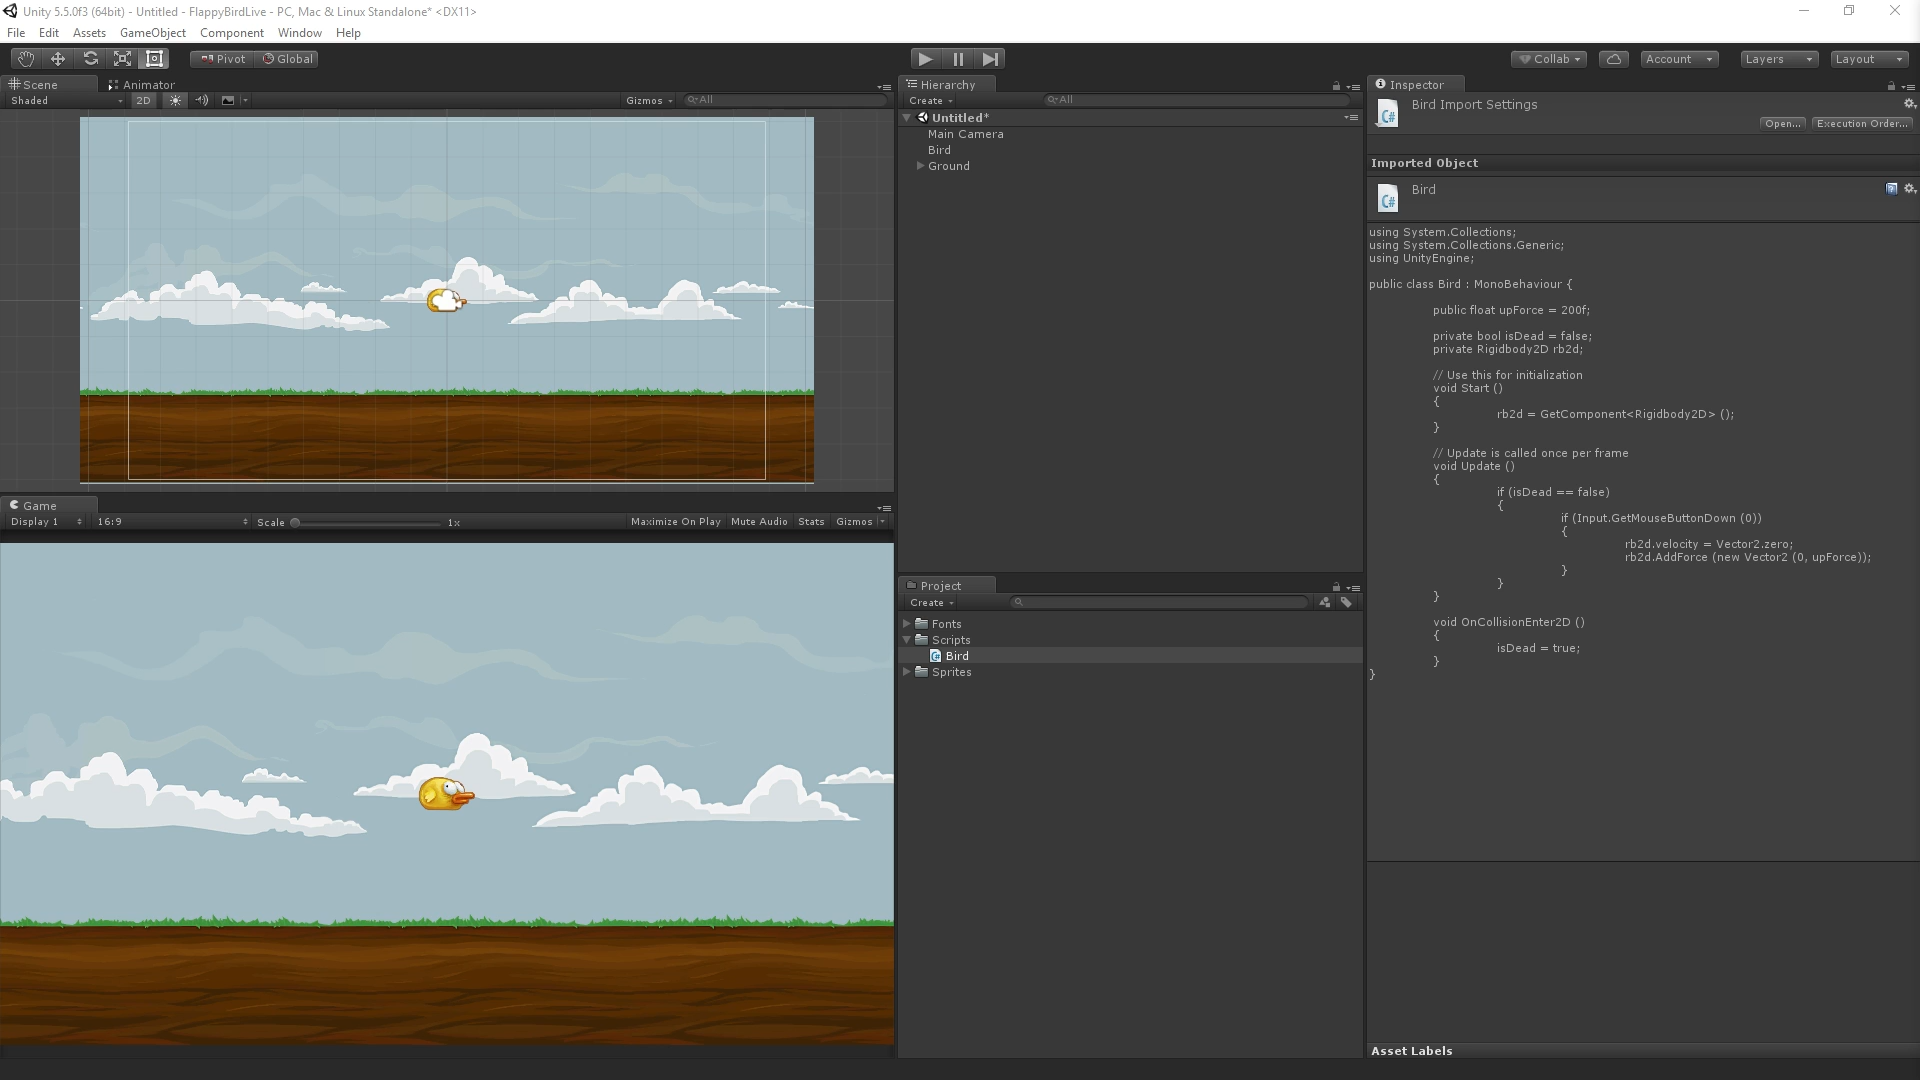 Unity 5.5.0f3 (64bit) - Untitled - FlappyBirdLive - PC, Mac & Linux Standalone* <DX11>
File Edit Assets GameObject Component Window Help
Pivot Global
Collab Account Layers Layout
Scene Animator
Shaded 2D Gizmos All
Game
Display 1 16:9 Scale 1x Maximize On Play Mute Audio Stats Gizmos
Hierarchy
Create All
Untitled*
Main Camera
Bird
Ground
Project
Create
Fonts
Scripts
C# Bird
Sprites
Inspector
C# Bird Import Settings
Open... Execution Order...
Imported Object
C# Bird
using System.Collections;
using System.Collections.Generic;
using UnityEngine;
public class Bird : MonoBehaviour {
public float upForce = 200f;
private bool isDead = false;
private Rigidbody2D rb2d;
// Use this for initialization
void Start ()
{
rb2d = GetComponent<Rigidbody2D> ();
}
// Update is called once per frame
void Update ()
{
if (isDead == false)
{
if (Input.GetMouseButtonDown (0))
{
rb2d.velocity = Vector2.zero;
rb2d.AddForce (new Vector2 (0, upForce));
}
}
}
void OnCollisionEnter2D ()
{
isDead = true;
}
}
Asset Labels